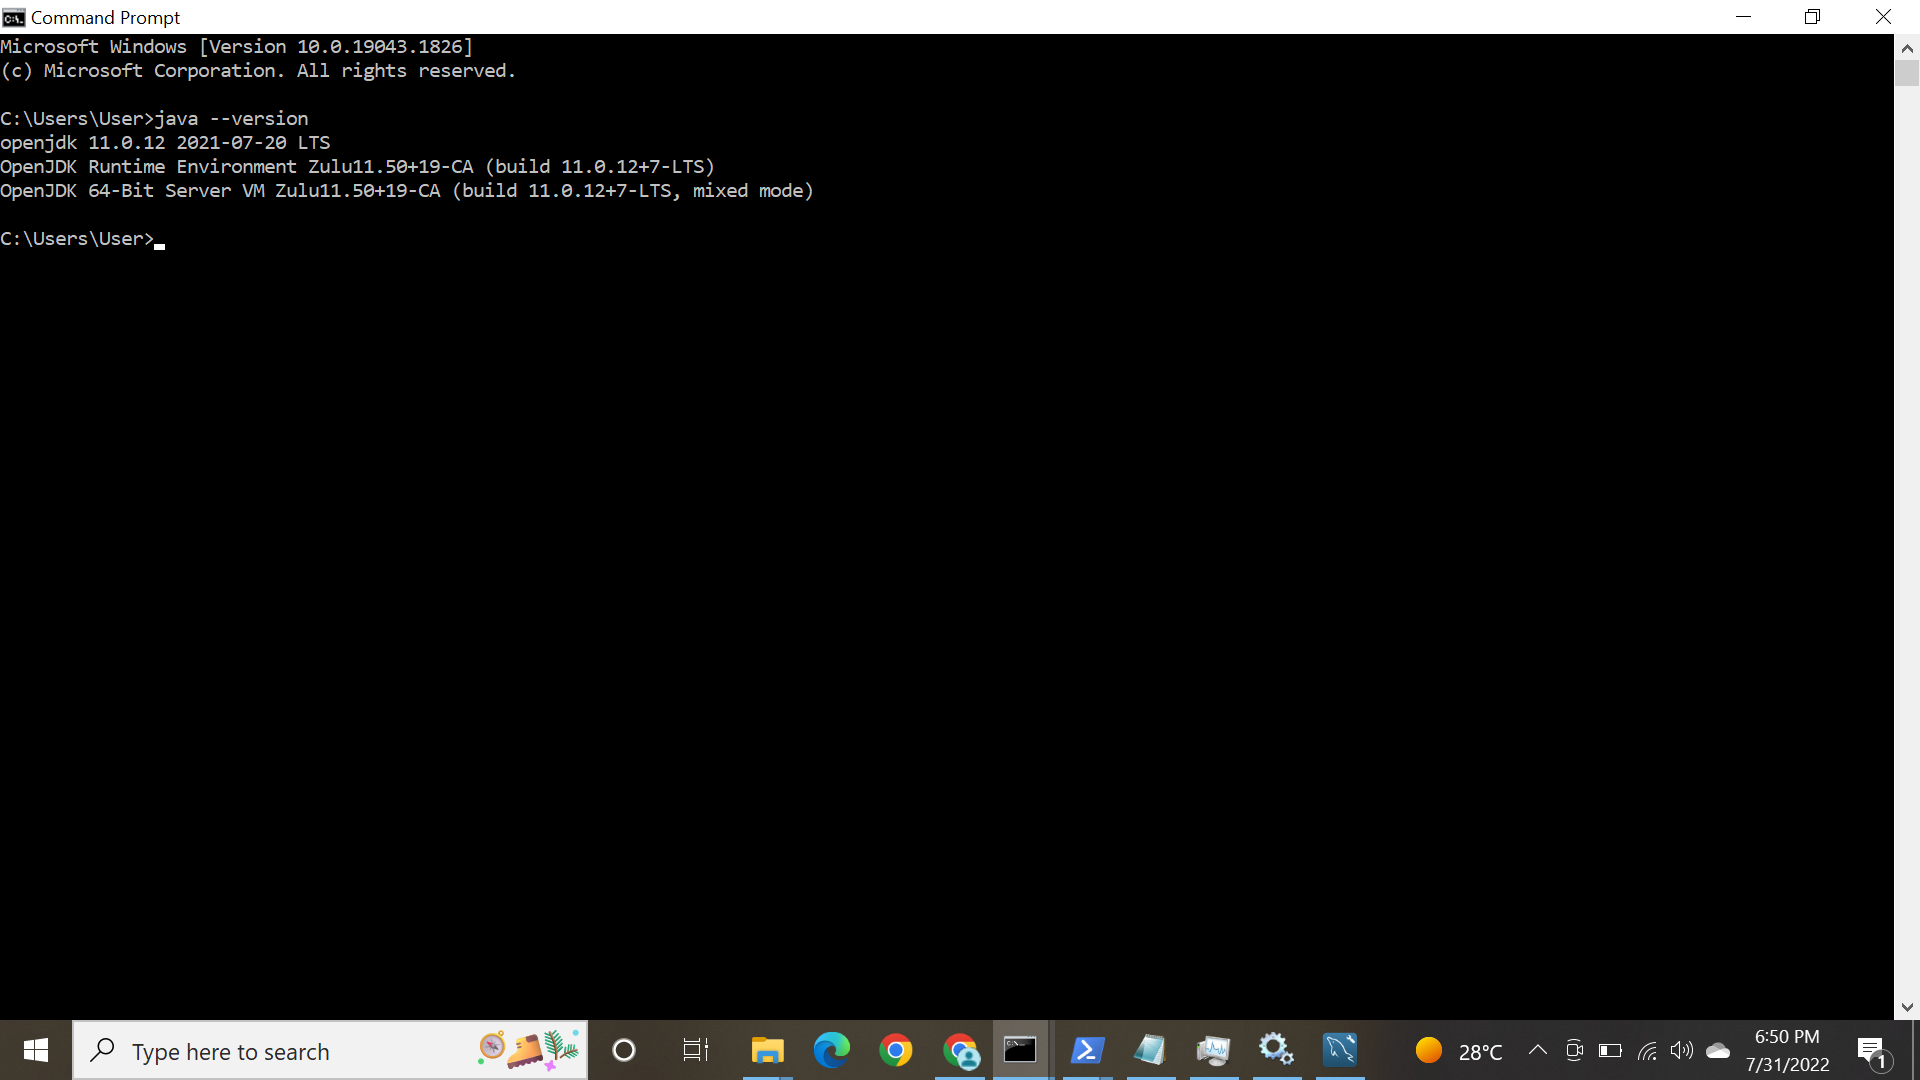 Command Prompt
Microsoft Windows [Version 10.0.19043.1826]
(c) Microsoft Corporation. All rights reserved.
C:\Users\User>java --version
openjdk 11.0.12 2021-07-20 LTS
OpenJDK Runtime Environment Zulu11.50+19-CA (build 11.0.12+7-LTS)
OpenJDK 64-Bit Server VM Zulu11.50+19-CA (build 11.0.12+7-LTS, mixed mode)
C:\Users\User>
Type here to search
28°C
6:50 PM
7/31/2022
1